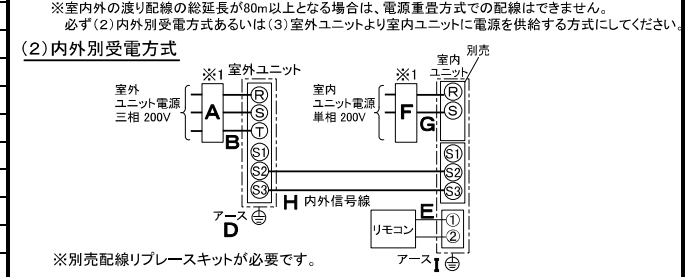 ※室内外の渡り配線の総延長が80m以上となる場合は、電源重畳方式での配線はできません。
必ず(2)内外別受電方式あるいは(3)室外ユニットより室内ユニットに電源を供給する方式にしてください。
(2)内外別受電方式
※1
室外ユニット
室外
ユニット電源
三相 200V
A
B
R
S
T
S1
S2
S3
アース
D
※1
室内
ユニット
別売
室内
ユニット電源
単相 200V
F
G
R
S
S1
S2
S3
H 内外信号線
リモコン
E
①
②
アース I
※別売配線リプレースキットが必要です。